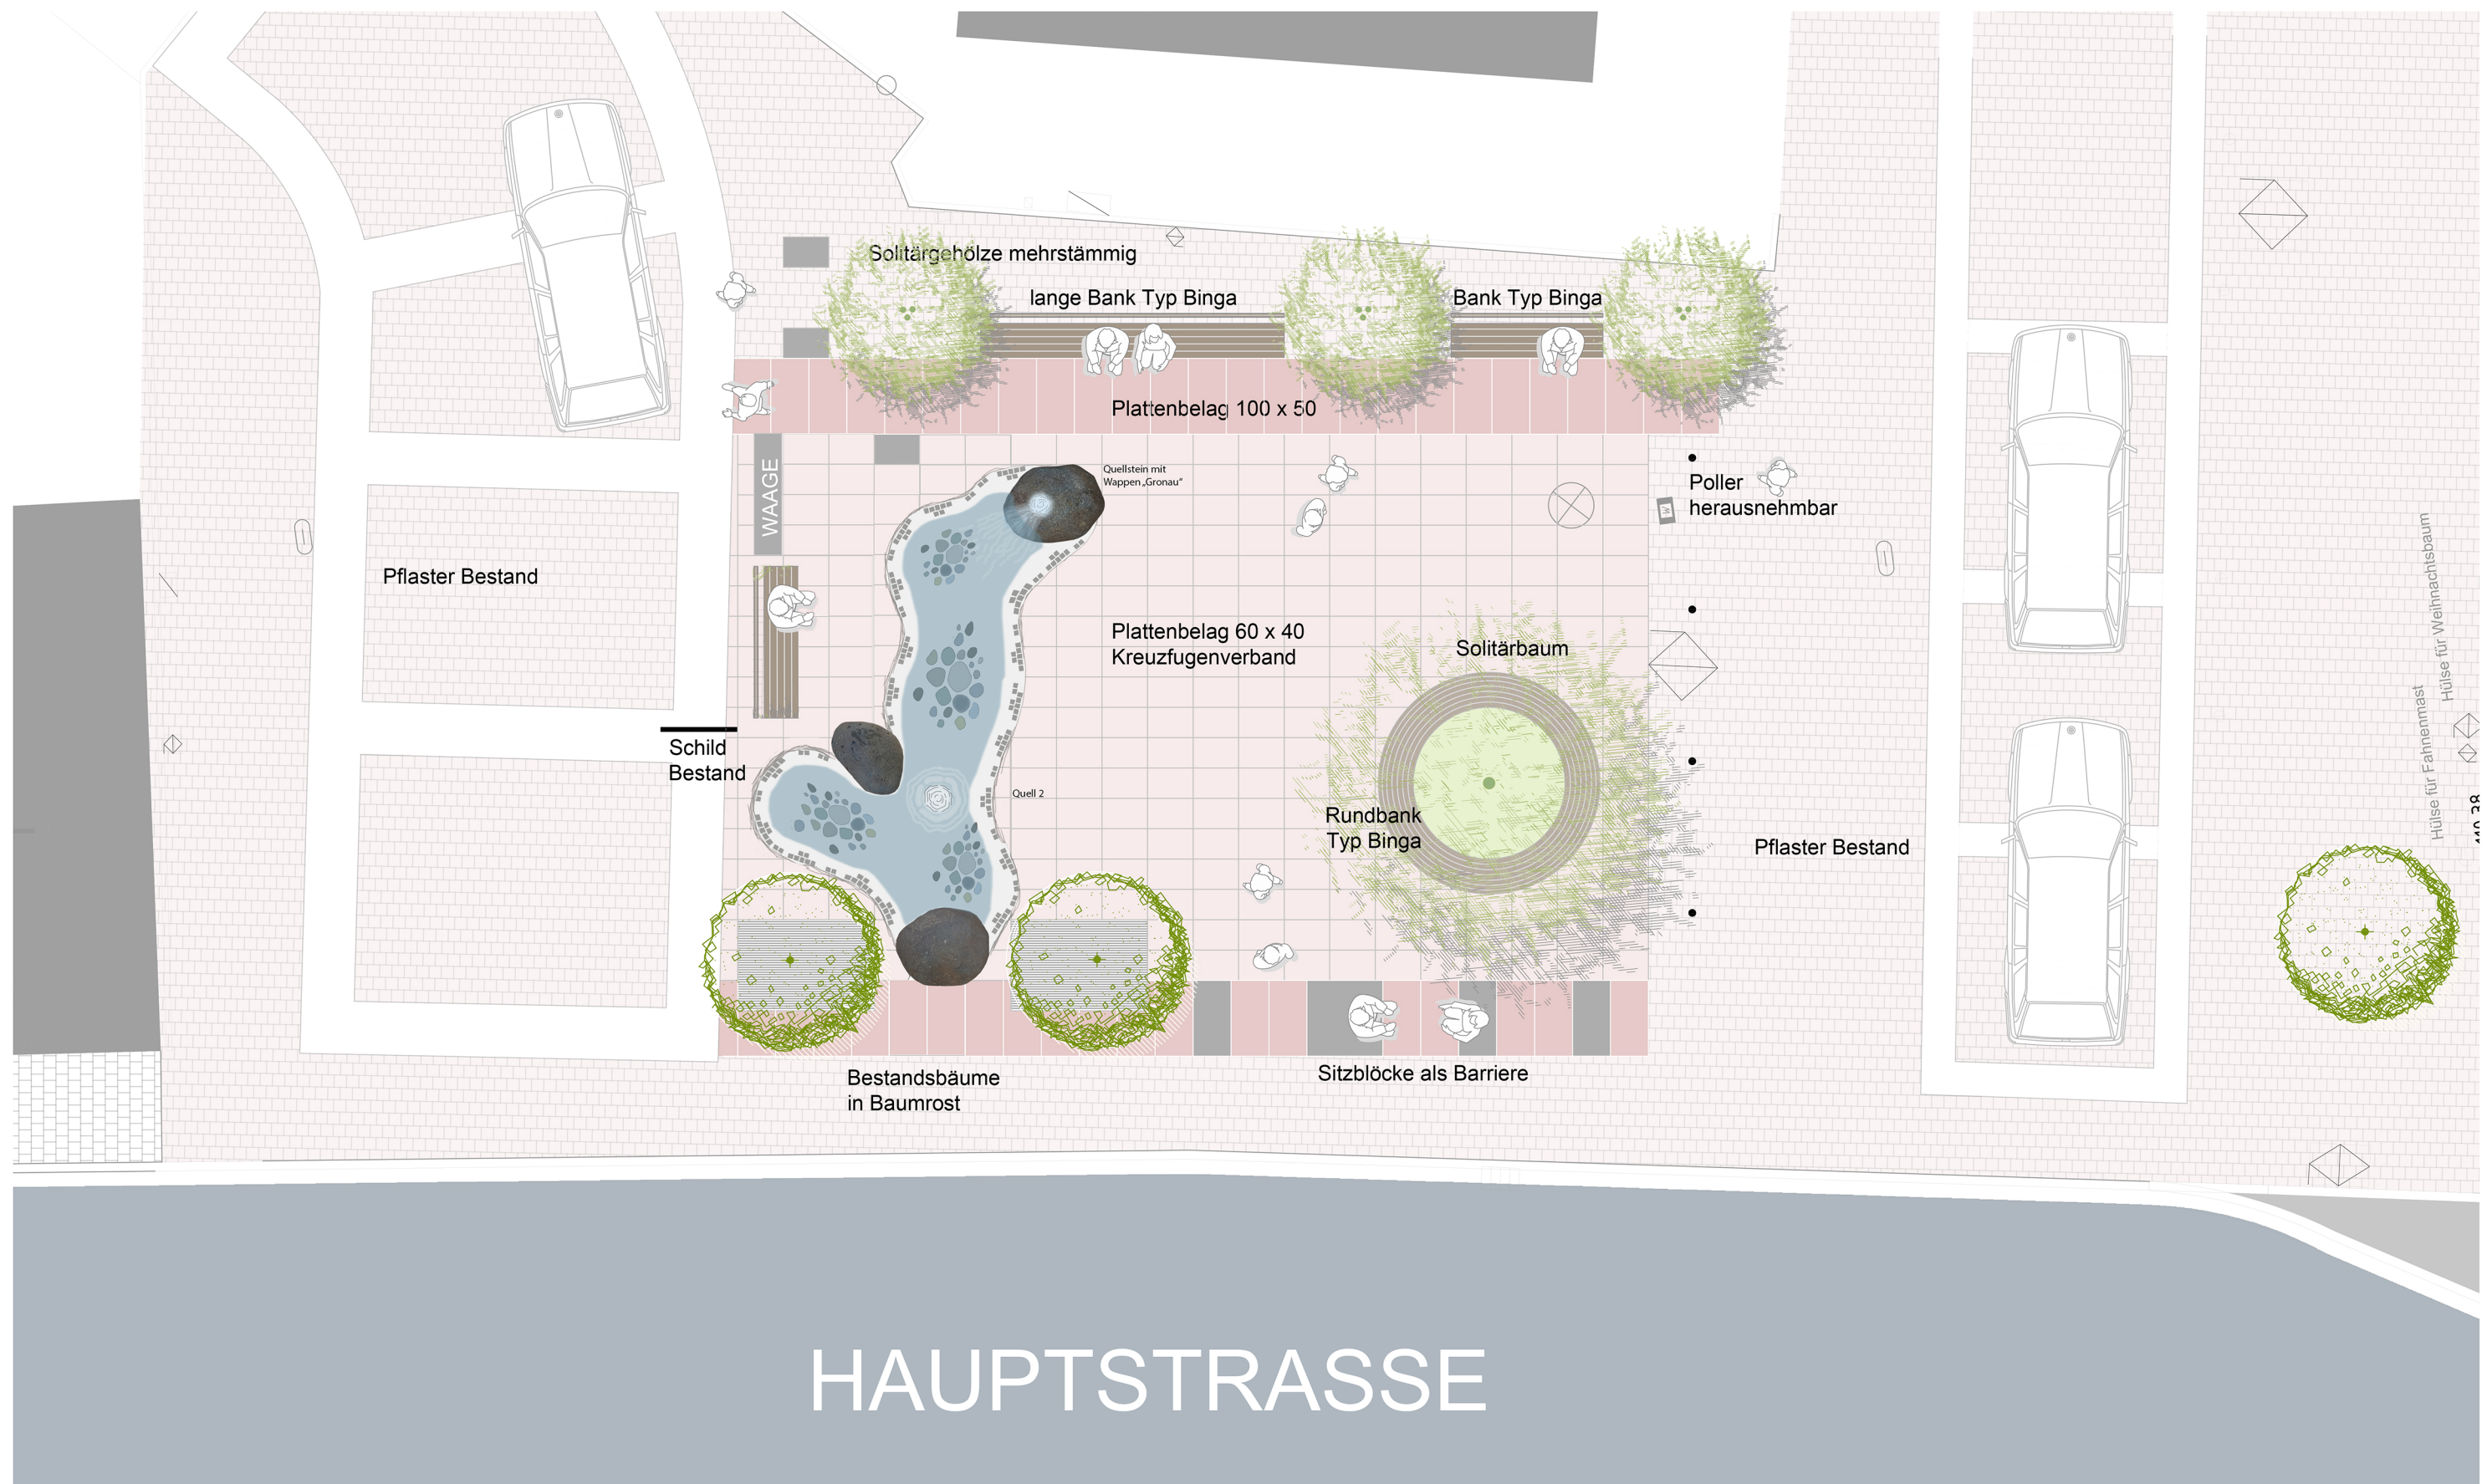 Solitärgehölze mehrstämmig
lange Bank Typ Binga
Bank Typ Binga
Plattenbelag 100 x 50
WAAGE
Quellstein mit
Wappen „Gronau“
Poller
herausnehmbar
W
Pflaster Bestand
Plattenbelag 60 x 40
Kreuzfugenverband
Solitärbaum
Hülse für Weihnachtsbaum
Hülse für Fahnenmast
Schild
Bestand
Quell 2
Rundbank
Typ Binga
Pflaster Bestand
Bestandsbäume
in Baumrost
Sitzblöcke als Barriere
HAUPTSTRASSE